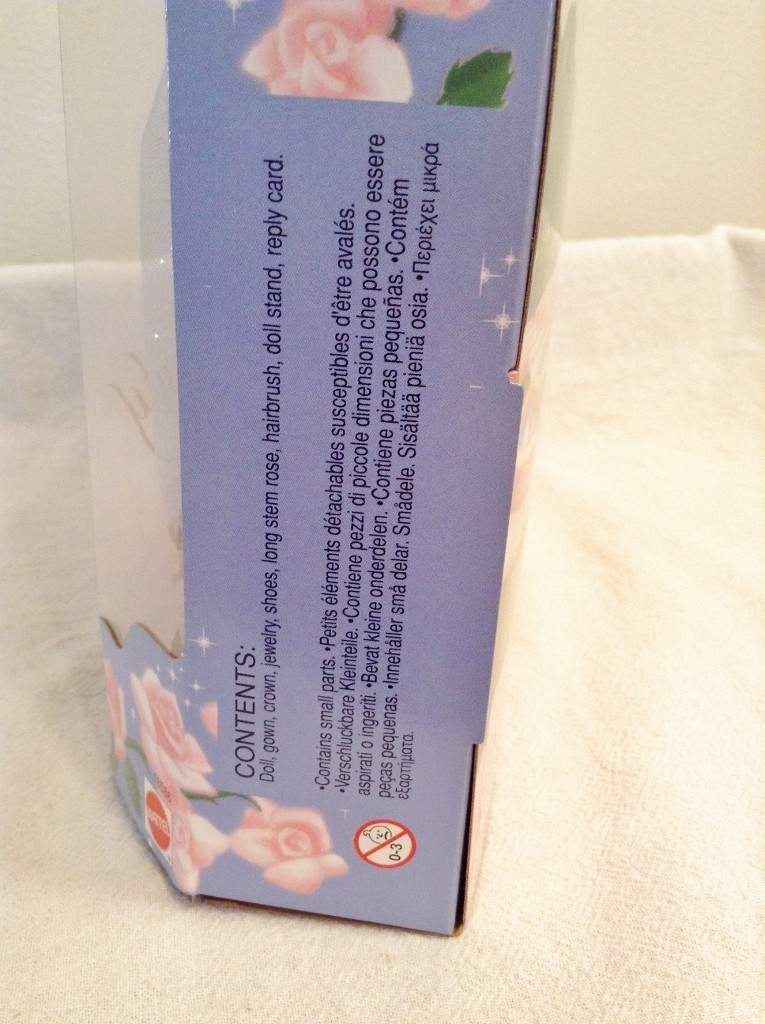 CONTENTS:
Doll, gown, crown, jewelry, shoes, long stem rose, hairbrush, doll stand, reply card.
•Contains small parts. •Petits éléments détachables susceptibles d'être avalés.
•Verschluckbare Kleinteile. •Contiene pezzi di piccole dimensioni che possono essere
aspirati o ingeriti. •Bevat kleine onderdelen. •Contiene piezas pequeñas. •Contém
peças pequenas. •Innehåller små delar. Smådele. Sisältää pieniä osia. •Περιέχει μικρά
εξαρτήματα.
0-3
MATTEL